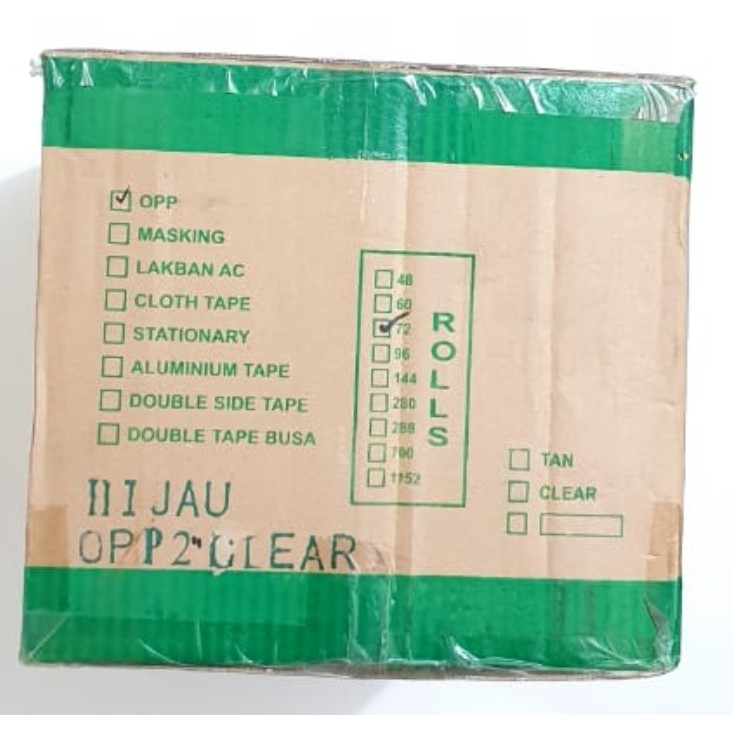 OPP
MASKING
LAKBAN AC
CLOTH TAPE
STATIONARY
ALUMINIUM TAPE
DOUBLE SIDE TAPE
DOUBLE TAPE BUSA
48
60
72
96
144
280
288
700
1152
ROLLS
TAN
CLEAR
HIJAU
OPP 2" CLEAR